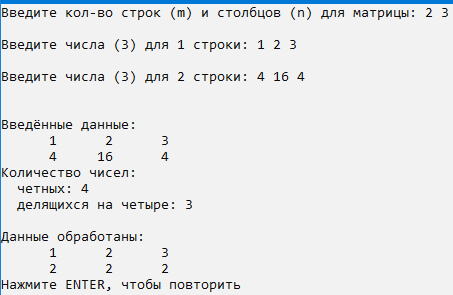 Введите кол-во строк (m) и столбцов (n) для матрицы: 2 3
Введите числа (3) для 1 строки: 1 2 3
Введите числа (3) для 2 строки: 4 16 4
Введённые данные:
1 2 3
4 16 4
Количество чисел:
четных: 4
делящихся на четыре: 3
Данные обработаны:
1 2 3
2 2 2
Нажмите ENTER, чтобы повторить